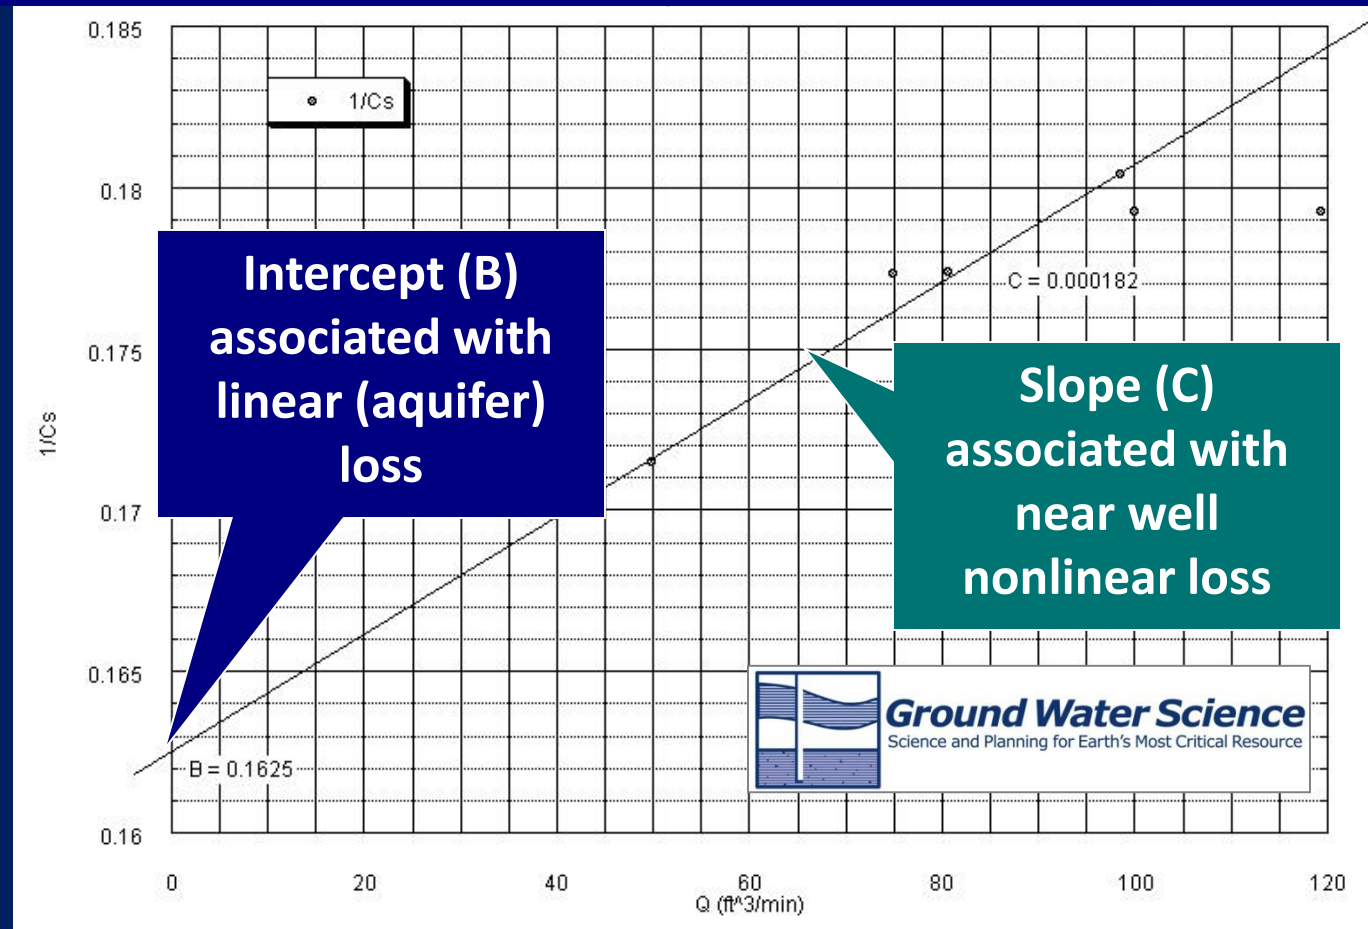 0.185
1/Cs
0.18
Intercept (B)
associated with
linear (aquifer)
loss
C = 0.000182
0.175
Slope (C)
associated with
near well
nonlinear loss
1/Cs
0.17
0.165
Ground Water Science
Science and Planning for Earth's Most Critical Resource
B = 0.1625
0.16
0 20 40 60 80 100 120
Q (ft^3/min)